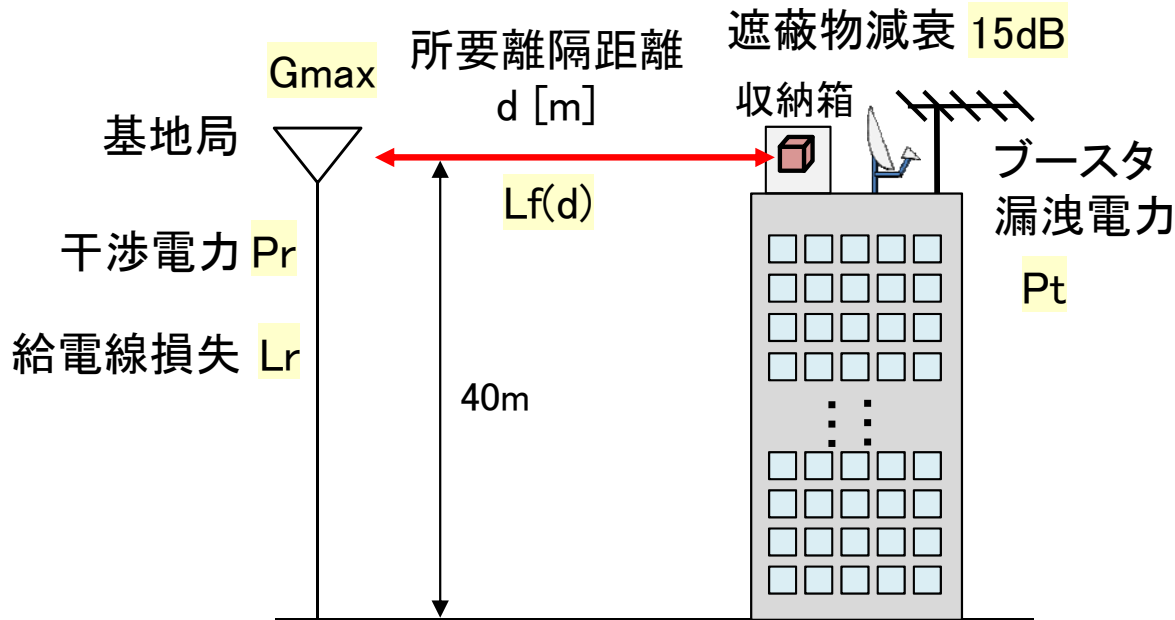 遮蔽物減衰 15dB
所要離隔距離
d [m]
Gmax
収納箱
基地局
ブースタ
漏洩電力
Pt
Lf(d)
干渉電力 Pr
給電線損失 Lr
40m